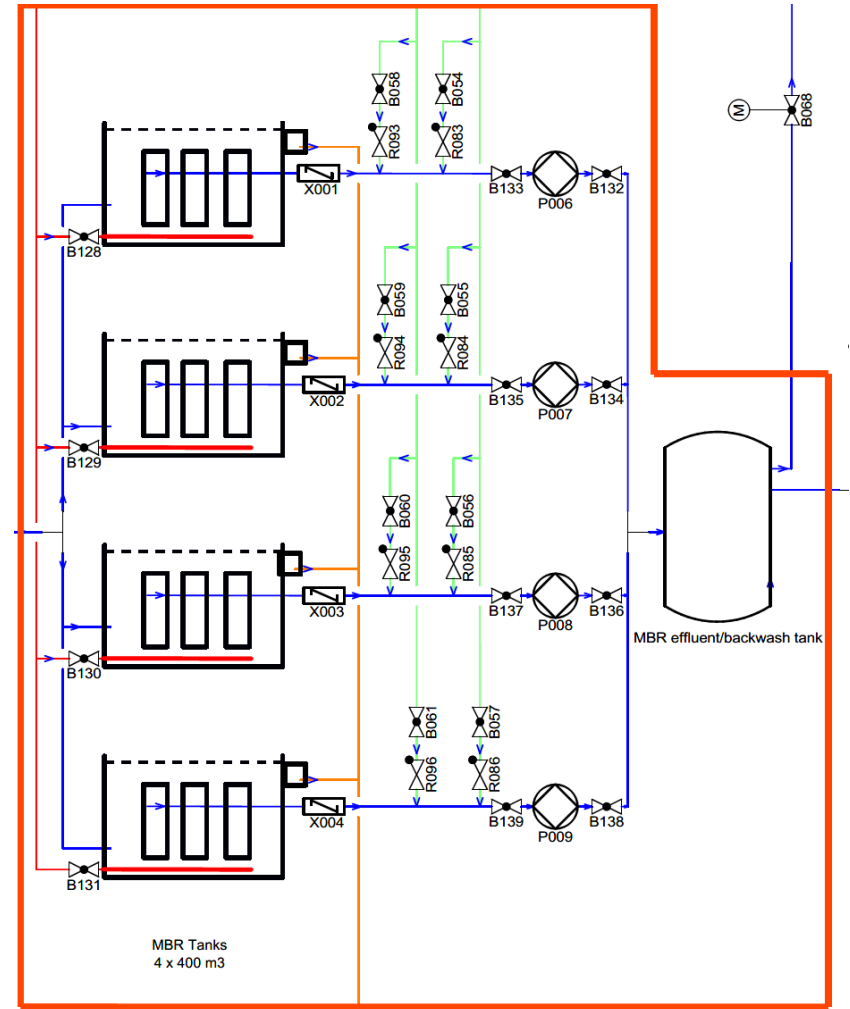 B058
B054
M
B068
R093
R083
X001
B133
P006
B132
B128
B059
B055
R094
R084
X002
B135
P007
B134
B129
B060
B056
R095
R085
X003
B137
P008
B136
MBR effluent/backwash tank
B130
B061
B057
R096
R086
X004
B139
P009
B138
B131
MBR Tanks
4 x 400 m3